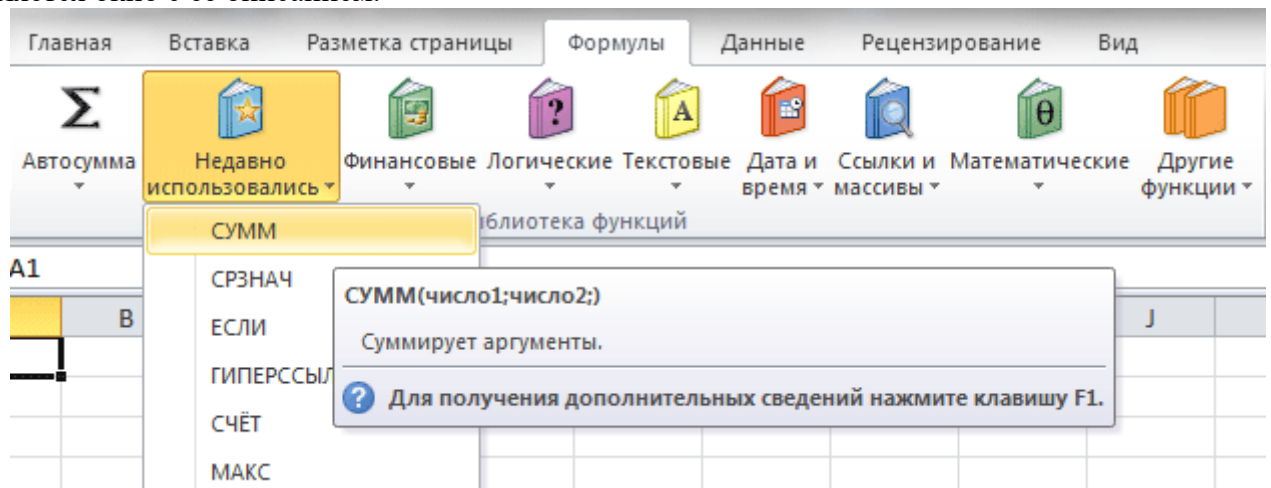 Главная Вставка Разметка страницы Формулы Данные Рецензирование Вид
Автосумма Недавно использовались Финансовые Логические Текстовые Дата и время Ссылки и массивы Математические Другие функции
СУММ
функций
A1
СРЗНАЧ
СУММ(число1;число2;)
B
J
ЕСЛИ
Суммирует аргументы.
Для получения дополнительных сведений нажмите клавишу F1.
СЧЁТ
МАКС